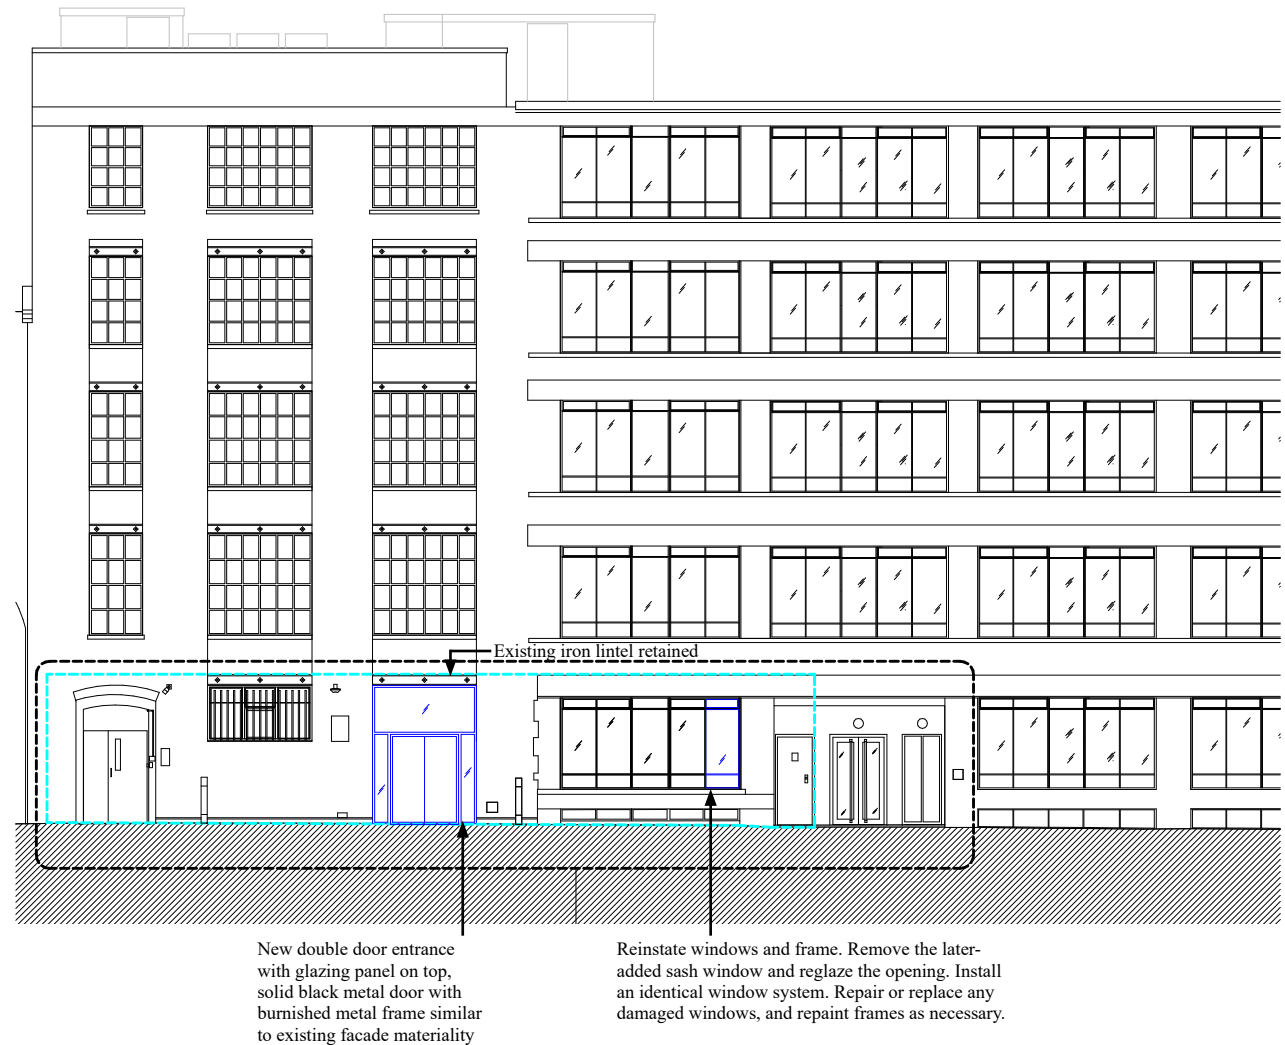 Existing iron lintel retained
New double door entrance
with glazing panel on top,
solid black metal door with
burnished metal frame similar
to existing facade materiality
Reinstate windows and frame. Remove the later-
added sash window and reglaze the opening. Install
an identical window system. Repair or replace any
damaged windows, and repaint frames as necessary.